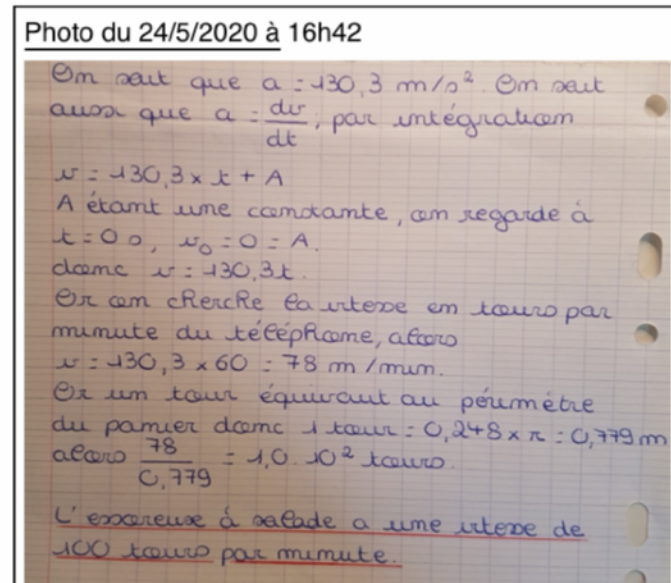 Photo du 24/5/2020 à 16h42
On sait que a = 130,3 m/s². On sait
aussi que a = dv/dt, par intégration
v = 130,3 × t + A
A étant une constante, on regarde à
t = 0 s, v₀ = 0 = A.
donc v = 130,3t.
Or on cherche la vitesse en tours par
minute du téléphone, alors
v = 130,3 × 60 = 78 m/min.
Or un tour équivaut au périmètre
du panier donc 1 tour = 0,248 × π = 0,779 m
alors 78/0,779 = 1,0.10² tours.
L'essoreuse à salade a une vitesse de
100 tours par minute.